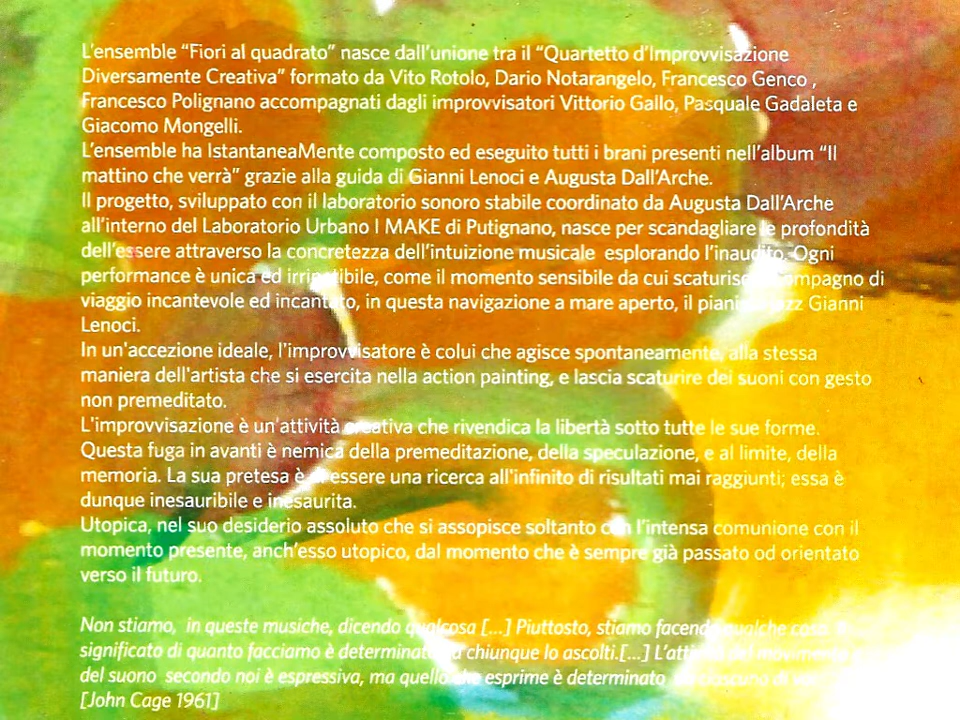 L'ensemble “Fiori al quadrato” nasce dall'unione tra il “Quartetto d'Improvvisazione
Diversamente Creativa” formato da Vito Rotolo, Dario Notarangelo, Francesco Genco ,
Francesco Polignano accompagnati dagli improvvisatori Vittorio Gallo, Pasquale Gadaleta e
Giacomo Mongelli.
L'ensemble ha IstantaneaMente composto ed eseguito tutti i brani presenti nell'album “Il
mattino che verrà” grazie alla guida di Gianni Lenoci e Augusta Dall'Arche.
Il progetto, sviluppato con il laboratorio sonoro stabile coordinato da Augusta Dall'Arche
all'interno del Laboratorio Urbano I MAKE di Putignano, nasce per scandagliare le profondità
dell'essere attraverso la concretezza dell'intuizione musicale esplorando l'inaudito. Ogni
performance è unica ed irripetibile, come il momento sensibile da cui scaturisce. Compagno di
viaggio incantevole ed incantato, in questa navigazione a mare aperto, il pianista jazz Gianni
Lenoci.
In un'accezione ideale, l'improvvisatore è colui che agisce spontaneamente, alla stessa
maniera dell'artista che si esercita nella action painting, e lascia scaturire dei suoni con gesto
non premeditato.
L'improvvisazione è un'attività creativa che rivendica la libertà sotto tutte le sue forme.
Questa fuga in avanti è nemica della premeditazione, della speculazione, e al limite, della
memoria. La sua pretesa è di essere una ricerca all'infinito di risultati mai raggiunti; essa è
dunque inesauribile e inesaurita.
Utopica, nel suo desiderio assoluto che si assopisce soltanto con l'intensa comunione con il
momento presente, anch'esso utopico, dal momento che è sempre già passato od orientato
verso il futuro.
Non stiamo, in queste musiche, dicendo qualcosa [...] Piuttosto, stiamo facendo qualche cosa. Il
significato di quanto facciamo è determinato da chiunque lo ascolti.[...] L'attività del movimento
del suono secondo noi è espressiva, ma quello che esprime è determinato da ciascuno di
[John Cage 1961]